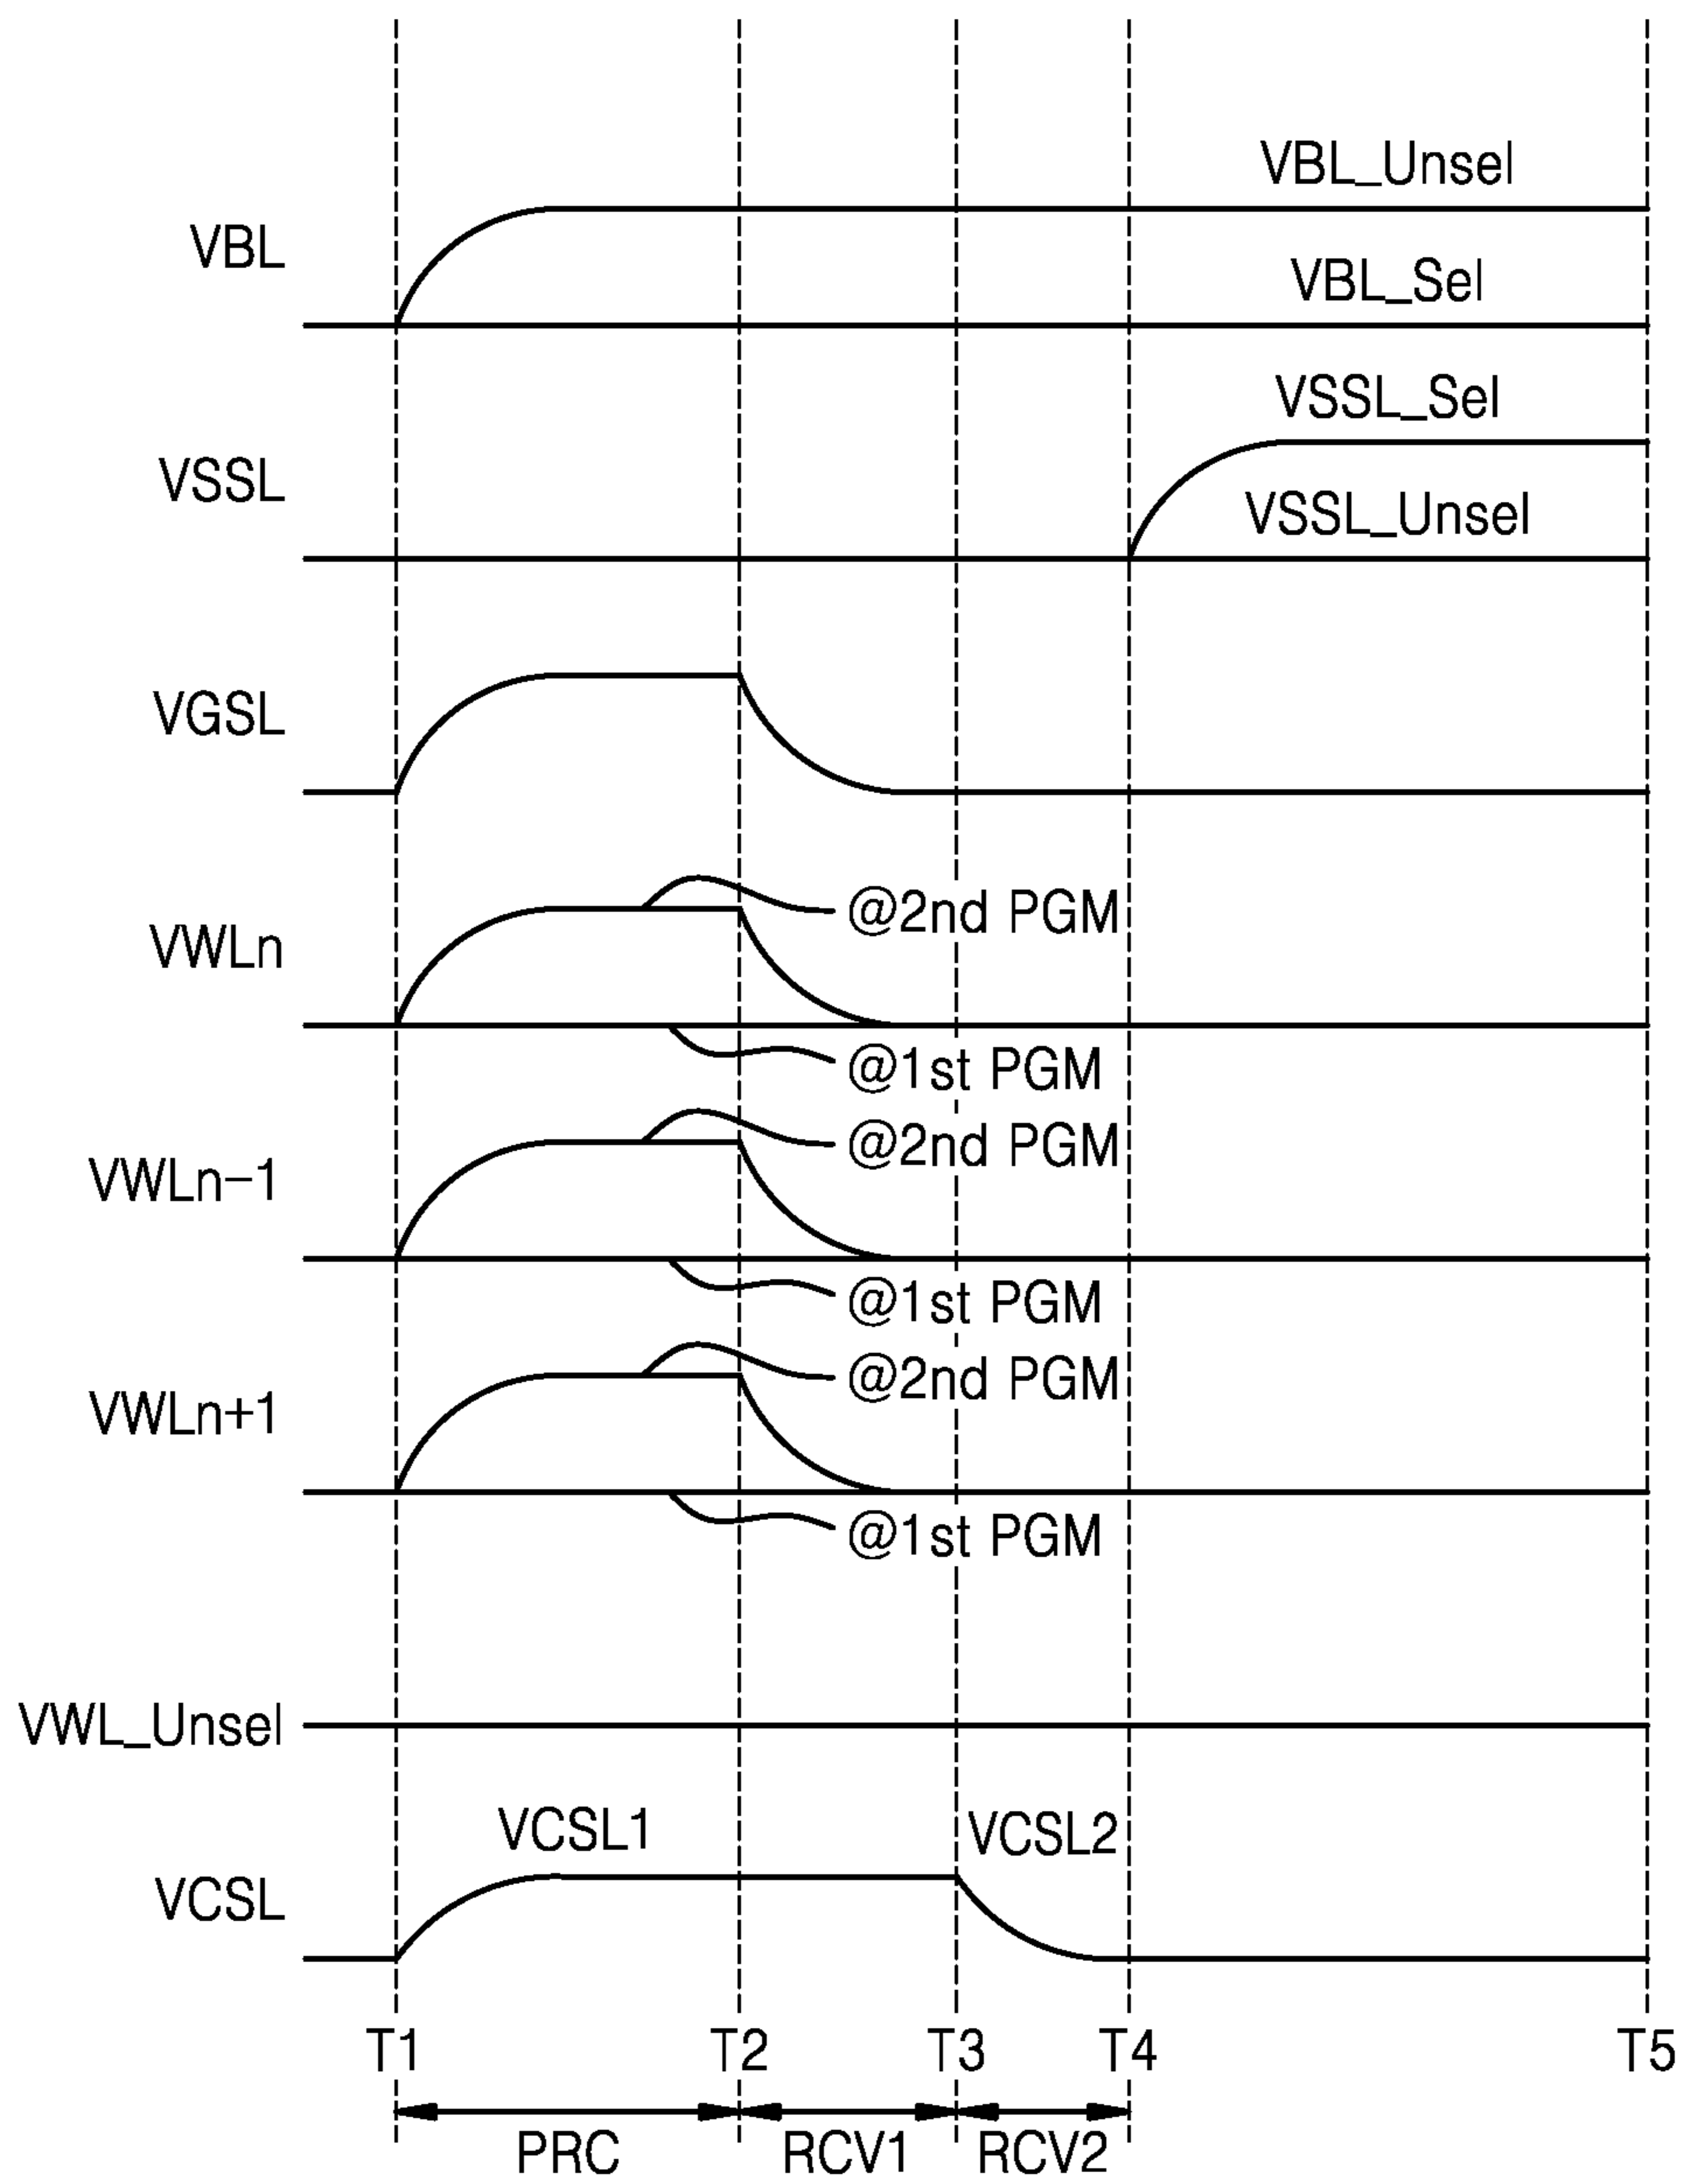 VBL_Unsel
VBL
VBL_Sel
VSSL_Sel
VSSL
VSSL_Unsel
VGSL
@2nd PGM
VWLn
@1st PGM
@2nd PGM
VWLn-1
@1st PGM
@2nd PGM
VWLn+1
@1st PGM
VWL_Unsel
VCSL1
VCSL2
VCSL
T1 T2 T3 T4 T5
PRC RCV1 RCV2